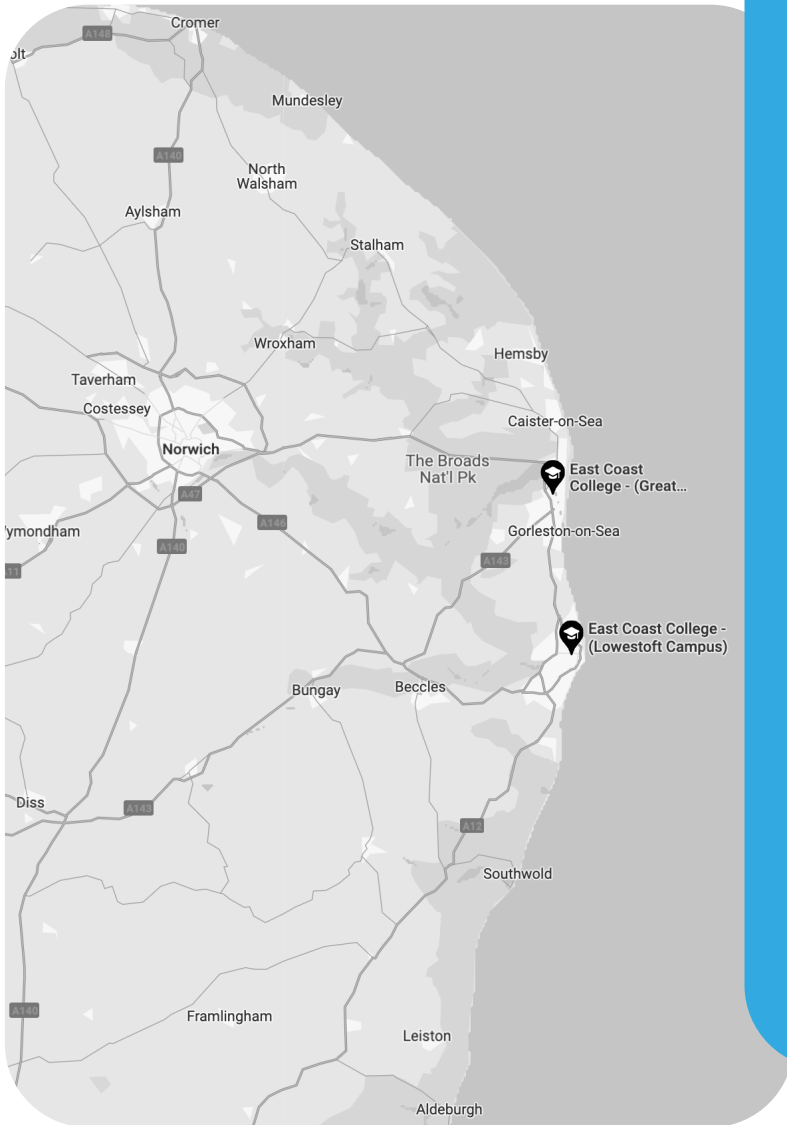 Cromer
A148
olt
Mundesley
A140
North
Walsham
Aylsham
Stalham
Wroxham
Hemsby
Taverham
Costessey
Caister-on-Sea
Norwich
The Broads
Nat'l Pk
East Coast
College - (Great...
A47
A146
ymondham
Gorleston-on-Sea
A140
A143
11
East Coast College -
(Lowestoft Campus)
Bungay
Beccles
Diss
A143
A12
Southwold
A140
Framlingham
Leiston
Aldeburgh